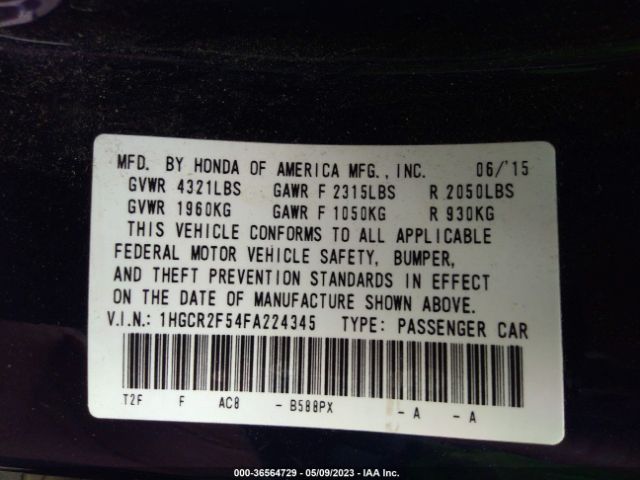 MFD. BY HONDA OF AMERICA MFG., INC. 06/'15
GVWR 4321LBS GAWR F 2315LBS R 2050LBS
GVWR 1960KG GAWR F 1050KG R 930KG
THIS VEHICLE CONFORMS TO ALL APPLICABLE
FEDERAL MOTOR VEHICLE SAFETY, BUMPER,
AND THEFT PREVENTION STANDARDS IN EFFECT
ON THE DATE OF MANUFACTURE SHOWN ABOVE.
V.I.N.: 1HGCR2F54FA224345 TYPE: PASSENGER CAR
T2F F AC8 - B588PX - A - A
000-36564729 - 05/09/2023 - IAA Inc.